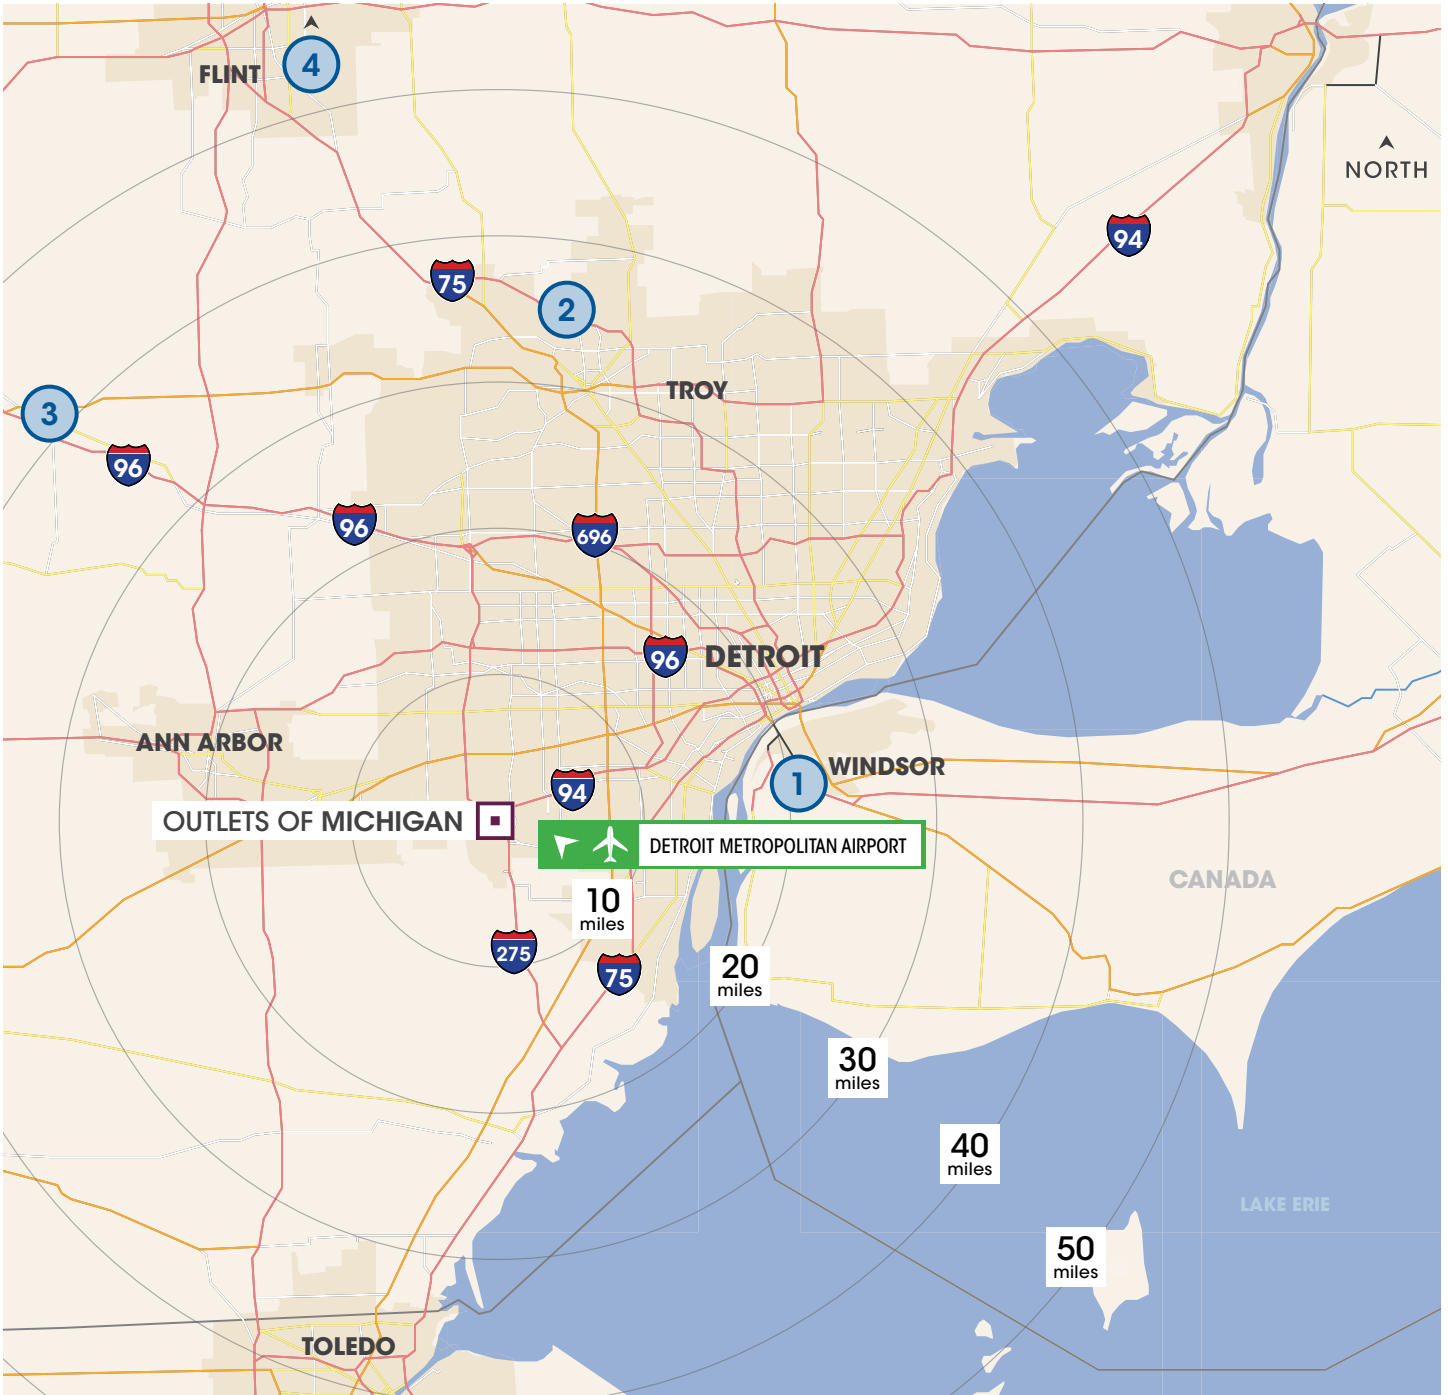 4
FLINT
NORTH
94
75
2
TROY
3
96
96
696
96
DETROIT
ANN ARBOR
WINDSOR
1
94
OUTLETS OF MICHIGAN
DETROIT METROPOLITAN AIRPORT
CANADA
10
miles
275
75
20
miles
30
miles
40
miles
LAKE ERIE
50
miles
TOLEDO